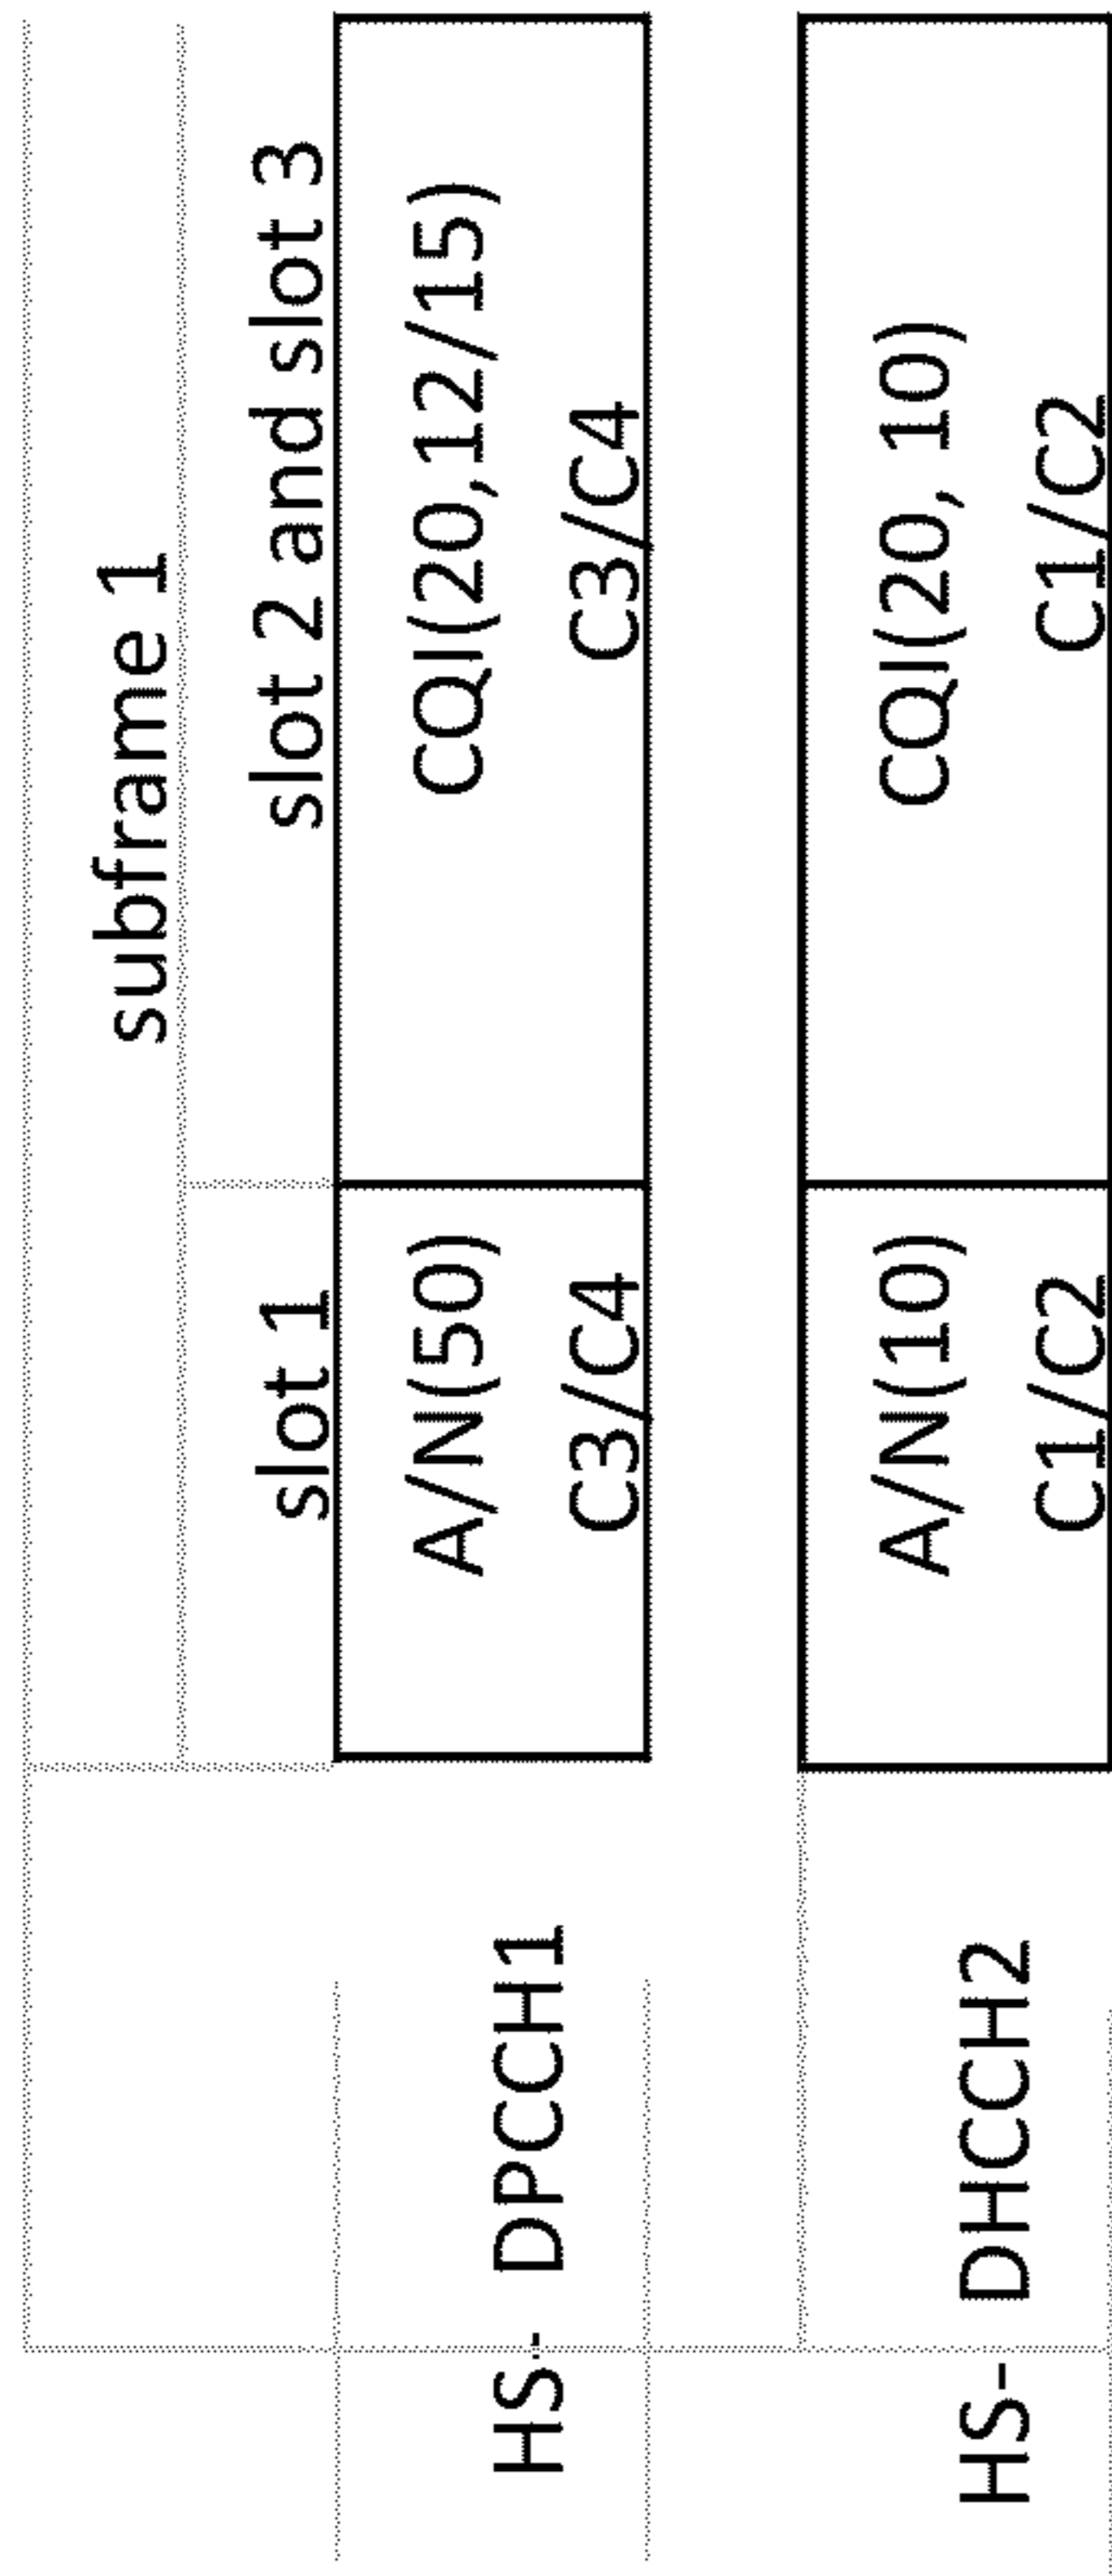 subframe 1
slot 1
slot 2 and slot 3
HS- DPCCH1
A/N(50)
C3/C4
CQI(20,12/15)
C3/C4
HS- DHCCH2
A/N(10)
C1/C2
CQI(20, 10)
C1/C2